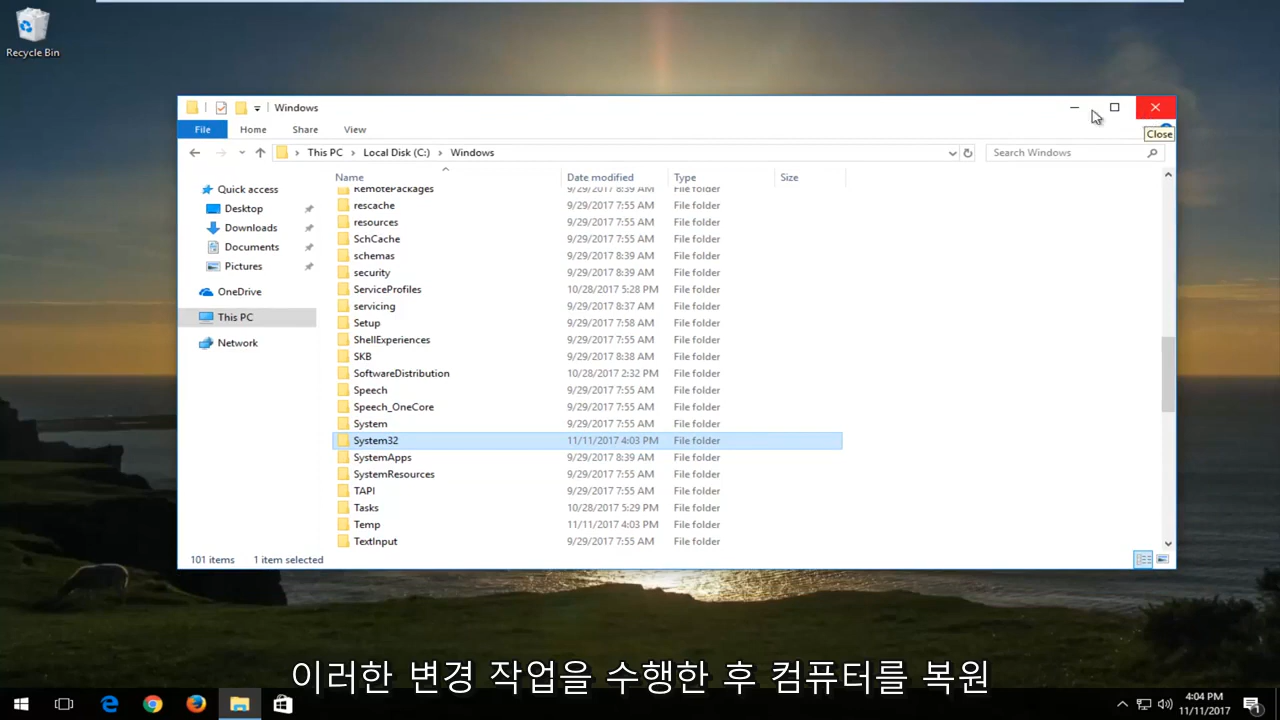 Recycle Bin
Windows
File Home Share View
Close
This PC Local Disk (C:) Windows
Search Windows
Name Date modified Type Size
Quick access
Desktop
Downloads
Documents
Pictures
OneDrive
This PC
Network
RemotePackages 9/29/2017 8:39 AM File folder
rescache 9/29/2017 7:55 AM File folder
resources 9/29/2017 7:55 AM File folder
SchCache 9/29/2017 7:55 AM File folder
schemas 9/29/2017 8:39 AM File folder
security 9/29/2017 8:39 AM File folder
ServiceProfiles 10/28/2017 5:28 PM File folder
servicing 9/29/2017 8:37 AM File folder
Setup 9/29/2017 7:58 AM File folder
ShellExperiences 9/29/2017 7:55 AM File folder
SKB 9/29/2017 8:38 AM File folder
SoftwareDistribution 10/28/2017 2:32 PM File folder
Speech 9/29/2017 7:55 AM File folder
Speech_OneCore 9/29/2017 7:55 AM File folder
System 9/29/2017 7:55 AM File folder
System32 11/11/2017 4:03 PM File folder
SystemApps 9/29/2017 8:39 AM File folder
SystemResources 9/29/2017 7:55 AM File folder
TAPI 9/29/2017 7:55 AM File folder
Tasks 10/28/2017 5:29 PM File folder
Temp 11/11/2017 4:03 PM File folder
TextInput 9/29/2017 7:55 AM File folder
101 items 1 item selected
이러한 변경 작업을 수행한 후 컴퓨터를 복원
4:04 PM
11/11/2017
1